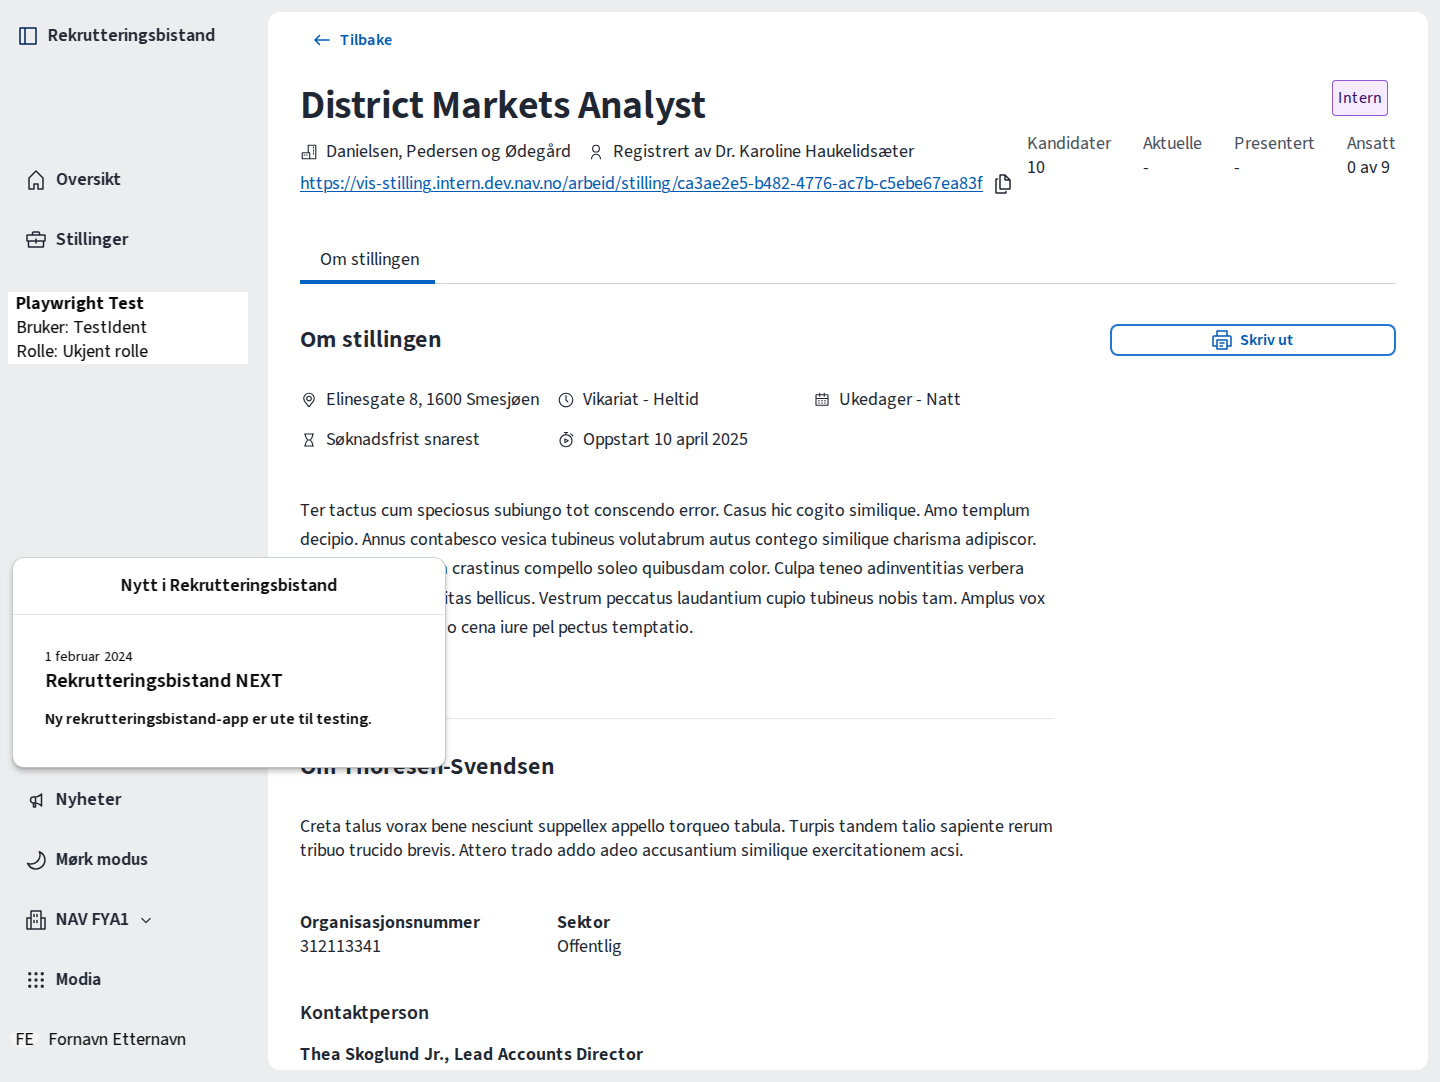 Rekrutteringsbistand
Oversikt
Stillinger
Playwright Test
Bruker: TestIdent
Rolle: Ukjent rolle
Nytt i Rekrutteringsbistand
1 februar 2024
Rekrutteringsbistand NEXT
Ny rekrutteringsbistand-app er ute til testing.
Nyheter
Mørk modus
NAV FYA1
Modia
FE Fornavn Etternavn
Tilbake
District Markets Analyst
Intern
Danielsen, Pedersen og Ødegård Registrert av Dr. Karoline Haukelidsæter
https://vis-stilling.intern.dev.nav.no/arbeid/stilling/ca3ae2e5-b482-4776-ac7b-c5ebe67ea83f
Kandidater Aktuelle Presentert Ansatt
10 - - 0 av 9
Om stillingen
Om stillingen
Skriv ut
Elinesgate 8, 1600 Smesjøen Vikariat - Heltid Ukedager - Natt
Søknadsfrist snarest Oppstart 10 april 2025
Ter tactus cum speciosus subiungo tot conscendo error. Casus hic cogito similique. Amo templum
decipio. Annus contabesco vesica tubineus volutabrum autus contego similique charisma adipiscor.
crastinus compello soleo quibusdam color. Culpa teneo adinventitias verbera
bellicus. Vestrum peccatus laudantium cupio tubineus nobis tam. Amplus vox
cena iure pel pectus temptatio.
Om Thoresen-Svendsen
Creta talus vorax bene nesciunt suppellex appello torqueo tabula. Turpis tandem talio sapiente rerum
tribuo trucido brevis. Attero trado addo adeo accusantium similique exercitationem acsi.
Organisasjonsnummer Sektor
312113341 Offentlig
Kontaktperson
Thea Skoglund Jr., Lead Accounts Director